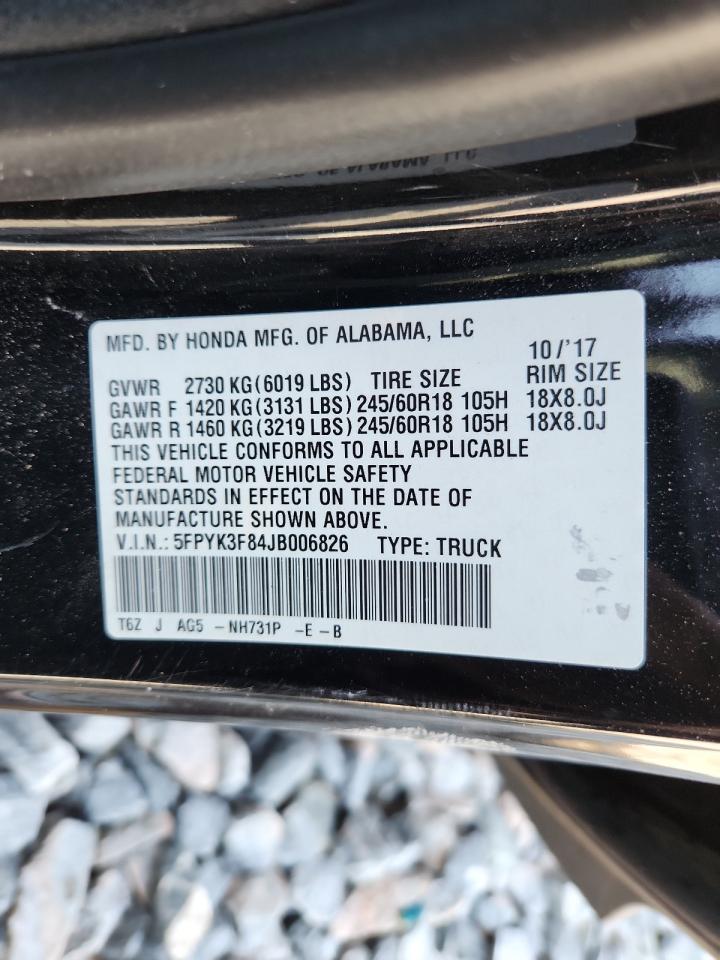 MFD. BY HONDA MFG. OF ALABAMA, LLC 10/'17
GVWR 2730 KG(6019 LBS) TIRE SIZE RIM SIZE
GAWR F 1420 KG(3131 LBS) 245/60R18 105H 18X8.0J
GAWR R 1460 KG(3219 LBS) 245/60R18 105H 18X8.0J
THIS VEHICLE CONFORMS TO ALL APPLICABLE
FEDERAL MOTOR VEHICLE SAFETY
STANDARDS IN EFFECT ON THE DATE OF
MANUFACTURE SHOWN ABOVE.
V.I.N.: 5FPYK3F84JB006826 TYPE: TRUCK
T6Z J AG5 -NH731P -E-B